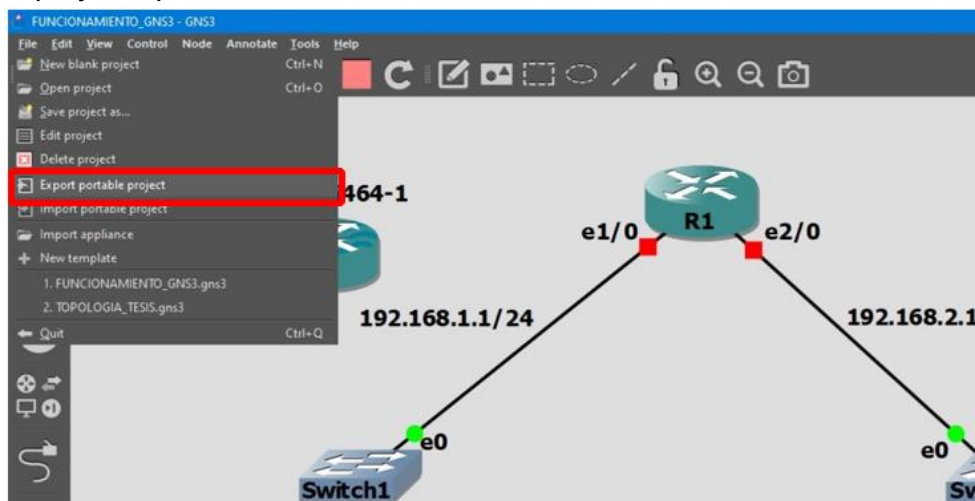 FUNCIONAMIENTO_GNS3 - GNS3
File Edit View Control Node Annotate Tools Help
New blank project Ctrl+N
Open project Ctrl+O
Save project as...
Edit project
Delete project
Export portable project
Import portable project
Import appliance
New template
1. FUNCIONAMIENTO_GNS3.gns3
2. TOPOLOGIA_TESIS.gns3
Quit Ctrl+Q
464-1
R1
e1/0
e2/0
192.168.1.1/24
192.168.2.1
e0
e0
Switch1
Sw